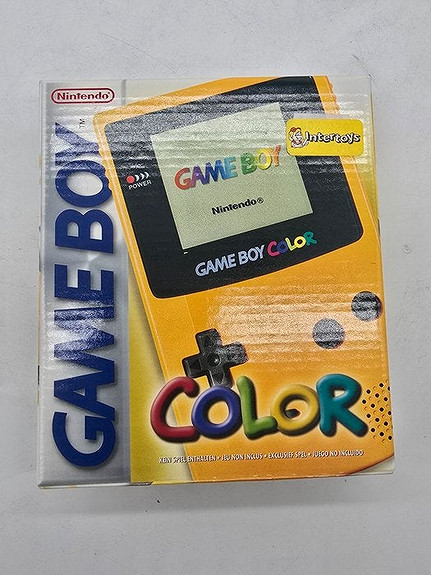 Nintendo
GAME BOY
TM
Intertoys
POWER
GAME BOY
Nintendo®
GAME BOY COLOR
COLOR
KEIN SPIEL ENTHALTEN • JEU NON INCLUS • EXCLUSIEF SPEL • JUEGO NO INCLUIDO